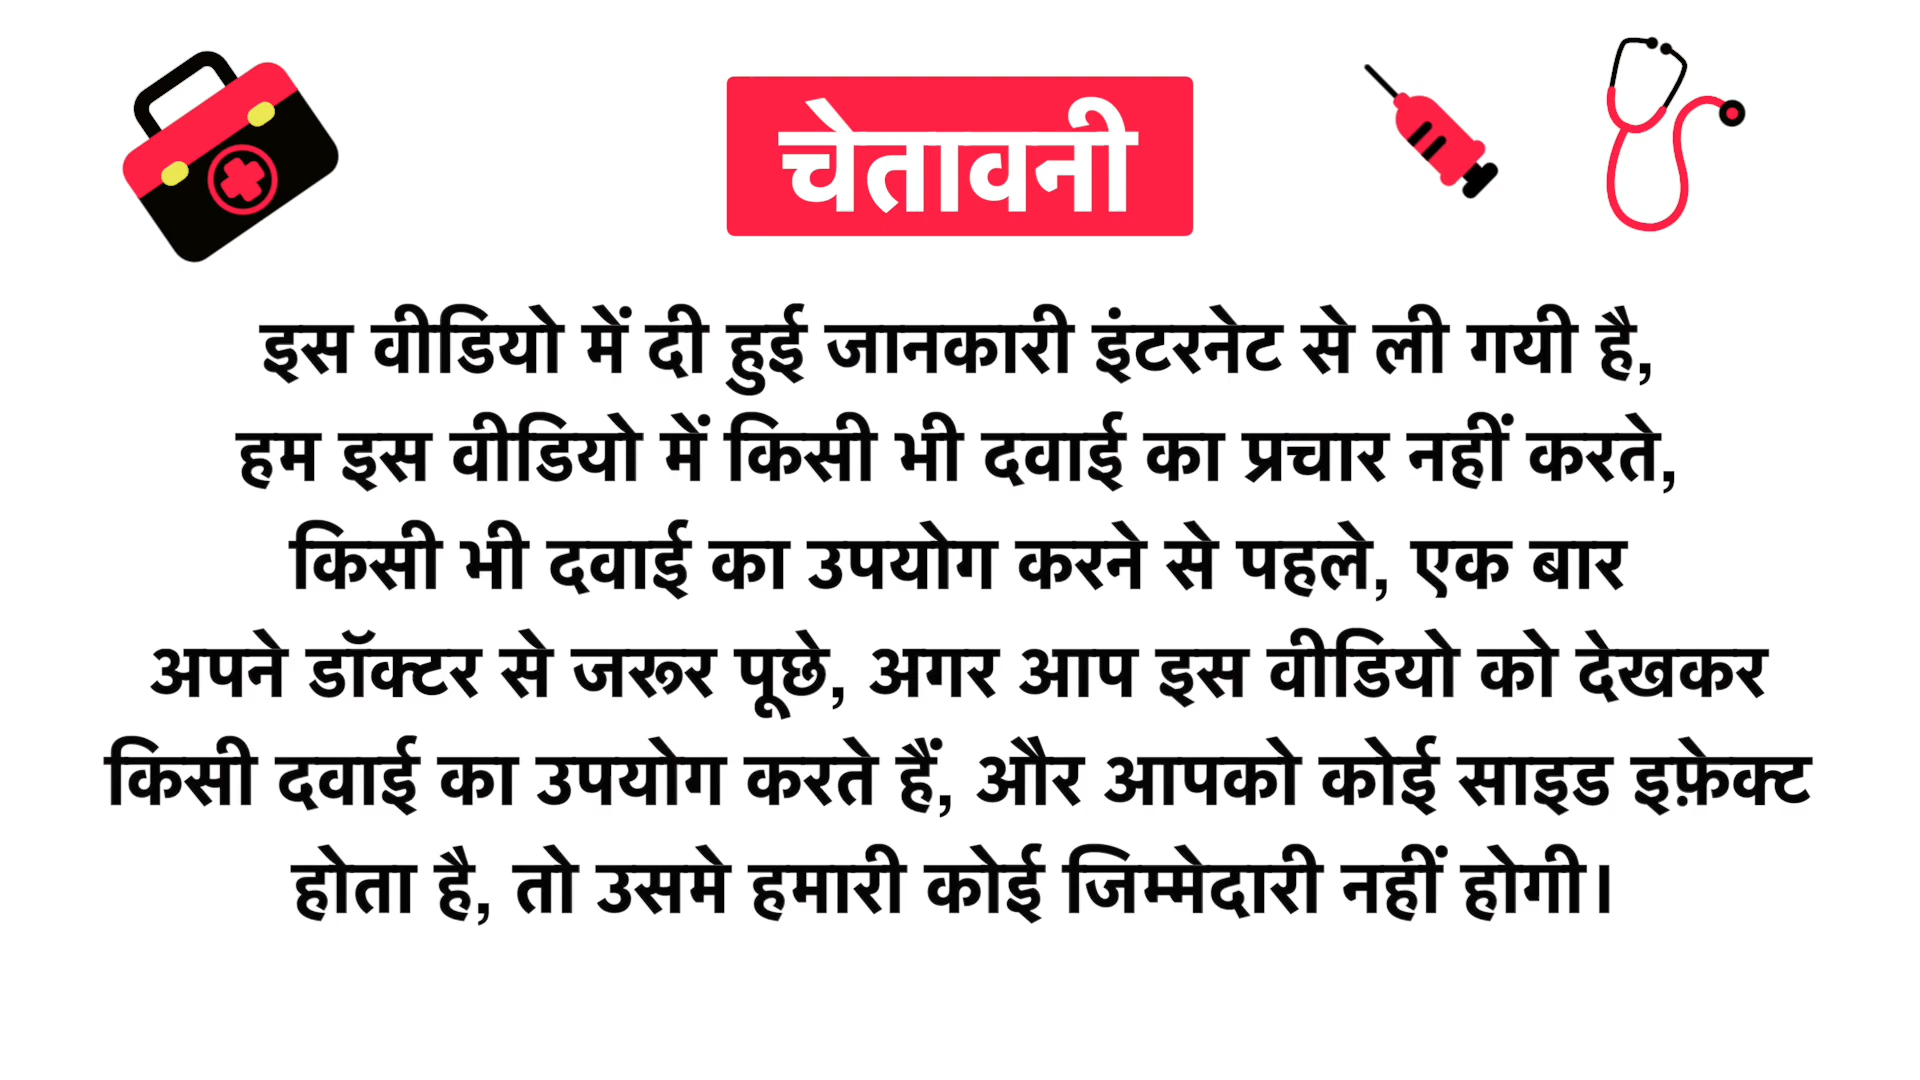 चेतावनी
इस वीडियो में दी हुई जानकारी इंटरनेट से ली गयी है,
हम इस वीडियो में किसी भी दवाई का प्रचार नहीं करते,
किसी भी दवाई का उपयोग करने से पहले, एक बार
अपने डॉक्टर से जरूर पूछे, अगर आप इस वीडियो को देखकर
किसी दवाई का उपयोग करते हैं, और आपको कोई साइड इफ़ेक्ट
होता है, तो उसमे हमारी कोई जिम्मेदारी नहीं होगी।